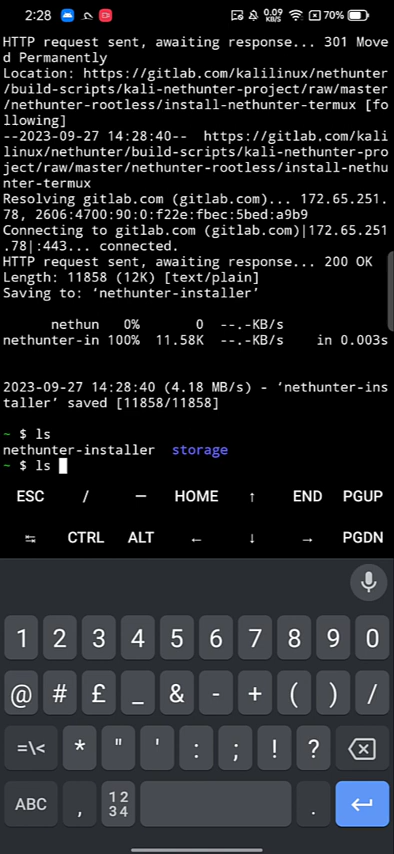 2:28 0.09 KB/s 70%
HTTP request sent, awaiting response... 301 Move
d Permanently
Location: https://gitlab.com/kalilinux/nethunter
/build-scripts/kali-nethunter-project/raw/master
/nethunter-rootless/install-nethunter-termux [fo
llowing]
--2023-09-27 14:28:40--  https://gitlab.com/kali
linux/nethunter/build-scripts/kali-nethunter-pro
ject/raw/master/nethunter-rootless/install-nethu
nter-termux
Resolving gitlab.com (gitlab.com)... 172.65.251.
78, 2606:4700:90:0:f22e:fbec:5bed:a9b9
Connecting to gitlab.com (gitlab.com)|172.65.251
.78|:443... connected.
HTTP request sent, awaiting response... 200 OK
Length: 11858 (12K) [text/plain]
Saving to: ‘nethunter-installer’
nethun   0%       0  --.-KB/s
nethunter-in 100%  11.58K  --.-KB/s    in 0.003s
2023-09-27 14:28:40 (4.18 MB/s) - ‘nethunter-ins
taller’ saved [11858/11858]
~ $ ls
nethunter-installer  storage
~ $ ls
ESC / — HOME ↑ END PGUP
↹ CTRL ALT ← ↓ → PGDN
1 2 3 4 5 6 7 8 9 0
@ # £ _ & - + ( ) /
=\< * " ' : ; ! ?
ABC , 12 34 .